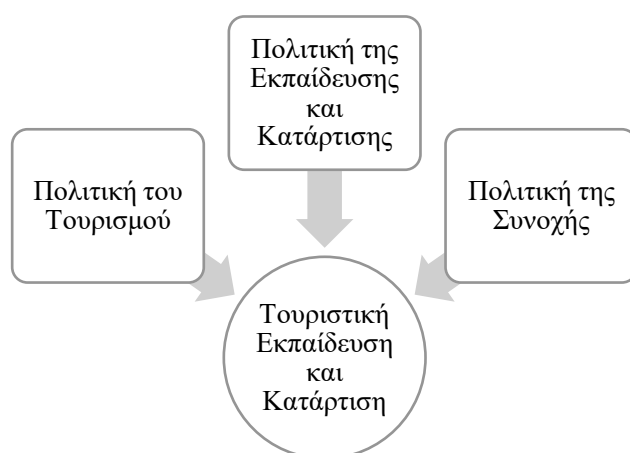 Πολιτική της
Εκπαίδευσης
και
Κατάρτισης
Πολιτική του
Τουρισμού
Πολιτική της
Συνοχής
Τουριστική
Εκπαίδευση
και
Κατάρτιση